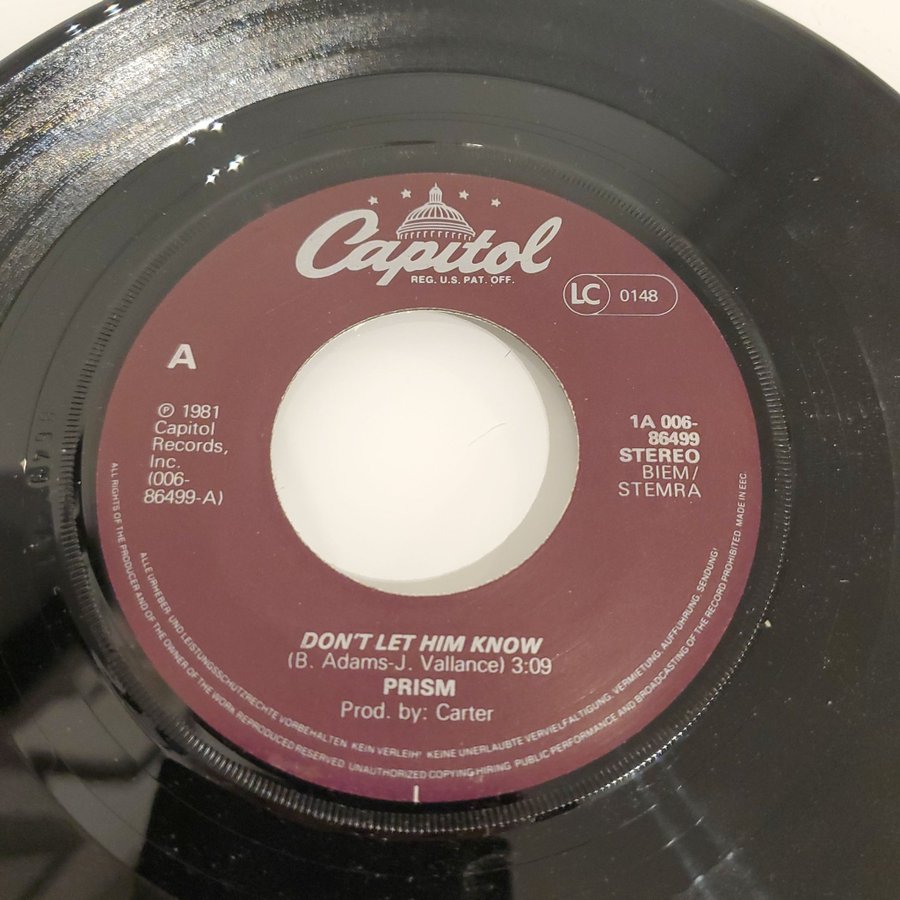 Capitol
REG. U.S. PAT. OFF.
LC 0148
A
℗ 1981
Capitol
Records,
Inc.
(006-
86499-A)
1A 006-
86499
STEREO
BIEM/
STEMRA
DON'T LET HIM KNOW
(B. Adams-J. Vallance) 3:09
PRISM
Prod. by: Carter
ALLE URHEBER. UND LEISTUNGSSCHUTZRECHTE VORBEHALTEN. KEIN VERLEIH! KEINE UNERLAUBTE VERVIELFÄLTIGUNG. VERMIETUNG. AUFFÜHRUNG. SENDUNG!
ALL RIGHTS OF THE PRODUCER AND OF THE OWNER OF THE WORK REPRODUCED RESERVED. UNAUTHORIZED COPYING HIRING PUBLIC PERFORMANCE AND BROADCASTING OF THE RECORD PROHIBITED. MADE IN EEC.